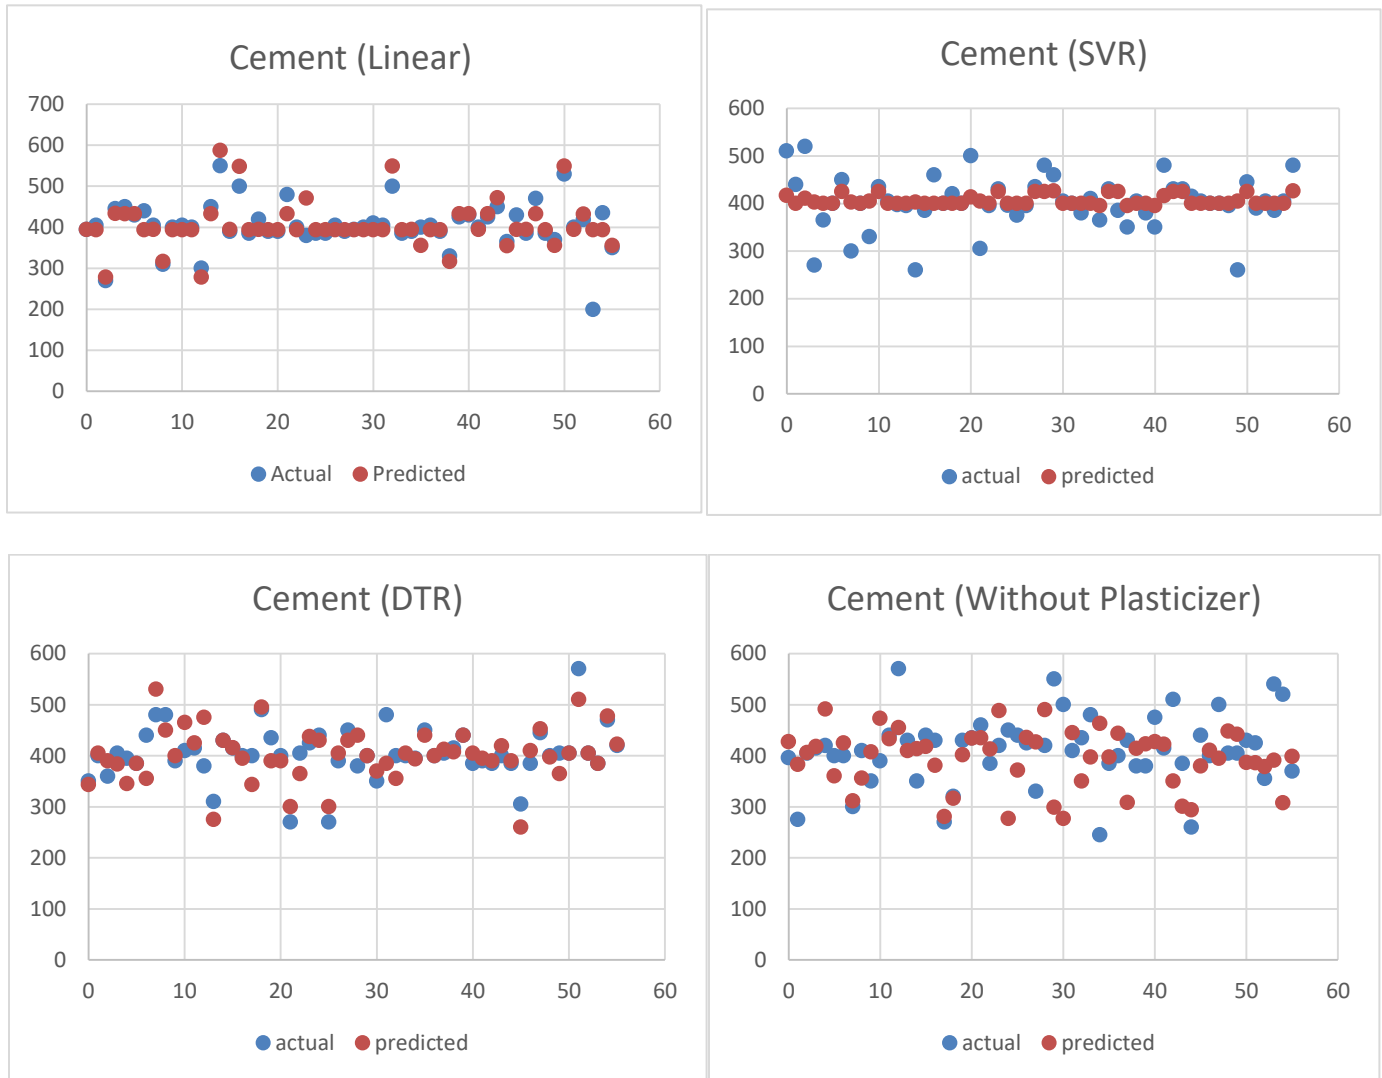 Cement (Linear)
700
600
500
400
300
200
100
0
0 10 20 30 40 50 60
Actual Predicted
Cement (SVR)
600
500
400
300
200
100
0
0 10 20 30 40 50 60
actual predicted
Cement (DTR)
600
500
400
300
200
100
0
0 10 20 30 40 50 60
actual predicted
Cement (Without Plasticizer)
600
500
400
300
200
100
0
0 10 20 30 40 50 60
actual predicted